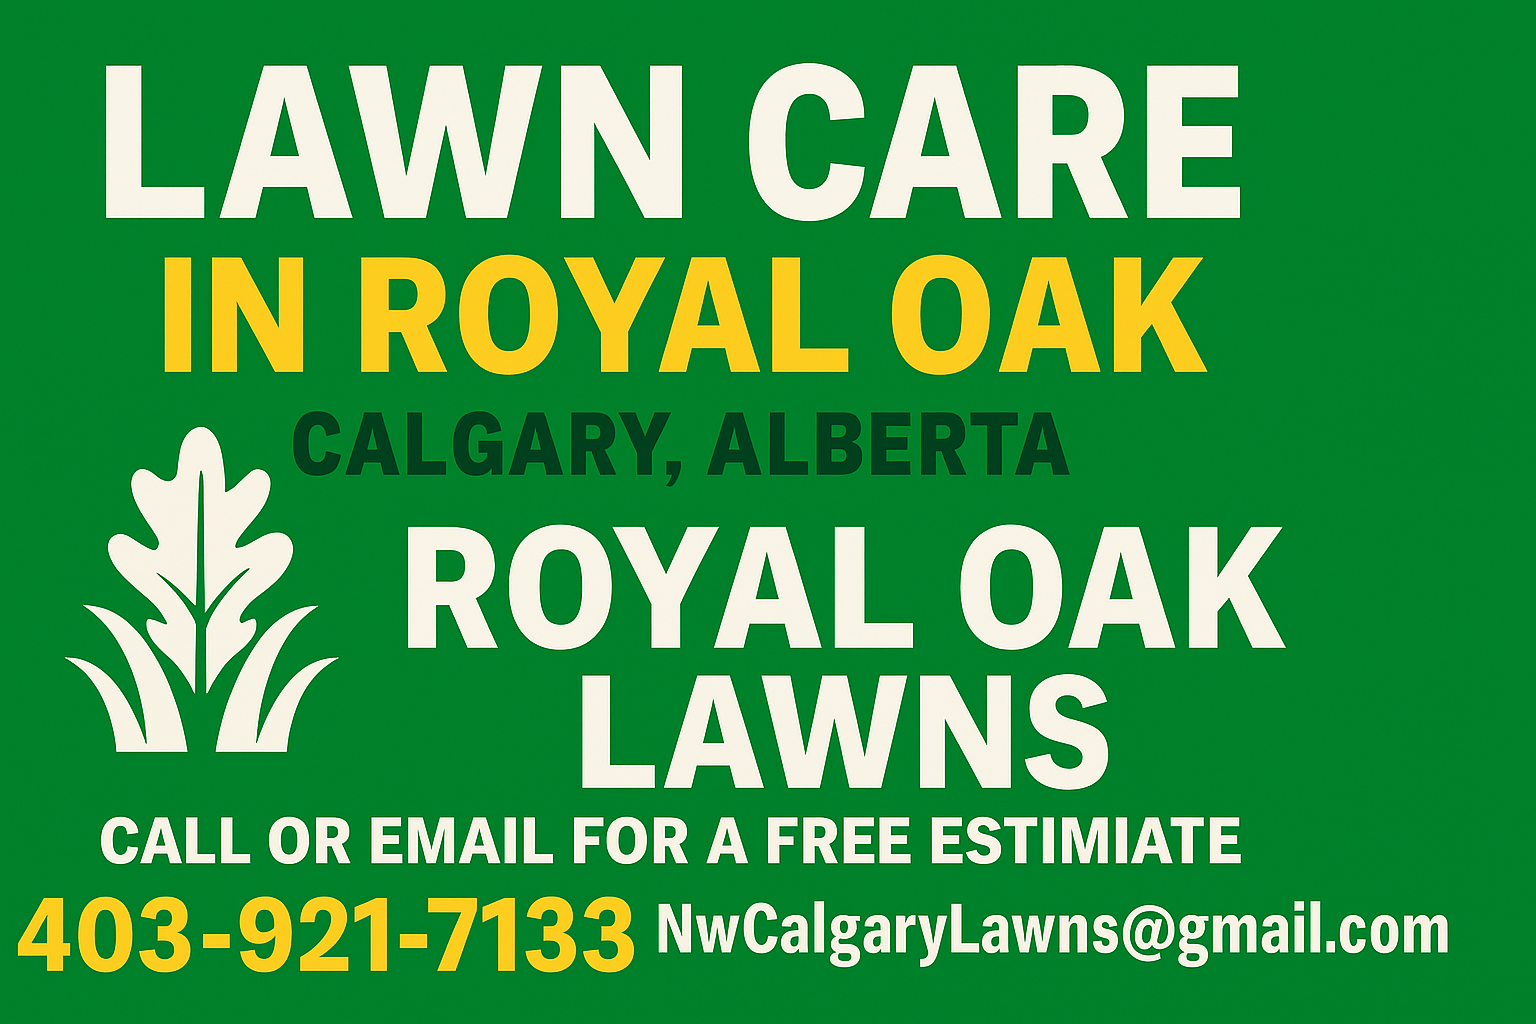 LAWN CARE
IN ROYAL OAK
CALGARY, ALBERTA
ROYAL OAK
LAWNS
CALL OR EMAIL FOR A FREE ESTIMIATE
403-921-7133 NwCalgaryLawns@gmail.com